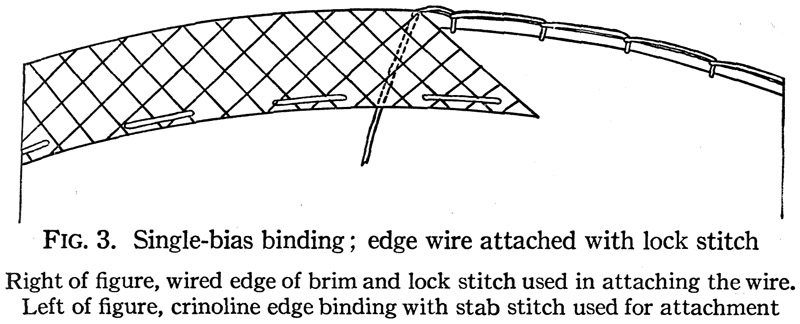 FIG. 3. Single-bias binding; edge wire attached with lock stitch
Right of figure, wired edge of brim and lock stitch used in attaching the wire.
Left of figure, crinoline edge binding with stab stitch used for attachment